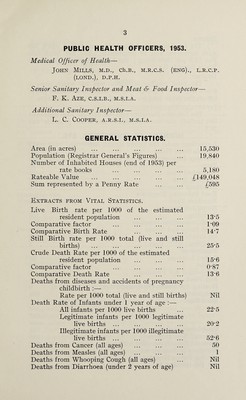 3
PUBLIC HEALTH OFFICERS, 1953.
Medical Officer of Health—
JOHN MILLS, M.D., CH.B., M.R.C.S. (ENG)., L.R.C.P.
(LOND.), D.P.H.
Senior Sanitary Inspector and Meat & Food Inspector—
F. K. AZE, C.S.I.B., M.S.I.A.
Additional Sanitary Inspector—
L. C. COOPER, A.R.S.I., M.S.I.A.
GENERAL STATISTICS.
Area (in acres) ... ... ... ... ... 15,530
Population (Registrar General's Figures) ... 19,840
Number of Inhabited Houses (end of 1953) per
rate books ... ... ... ... 5,180
Rateable Value ... ... ... ... £149,048
Sum represented by a Penny Rate ... ... £595
EXTRACTS FROM VITAL STATISTICS.
Live Birth rate per 1000 of the estimated
resident population ... ... ... 13·5
Comparative factor ... ... ... ... 1·09
Comparative Birth Rate ... ... ... 14·7
Still Birth rate per 1000 total (live and still
births) ... ... ... ... ... 25·5
Crude Death Rate per 1000 of the estimated
resident population ... ... ... 15·6
Comparative factor ... ... ... ... 0·87
Comparative Death Rate ... ... ... 13·6
Deaths from diseases and accidents of pregnancy
childbirth :—
Rate per 1000 total (live and still births) Nil
Death Rate of Infants under 1 year of age :—
All infants per 1000 live births ... ... 22·5
Legitimate infants per 1000 legitimate
live births ... ... ... ... 20·2
Illegitimate infants per 1000 illegitimate
live births ... ... ... ... 52·6
Deaths from Cancer (all ages) ... ... 50
Deaths from Measles (all ages) ... ... 1
Deaths from Whooping Cough (all ages) ... Nil
Deaths from Diarrhoea (under 2 years of age) Nil